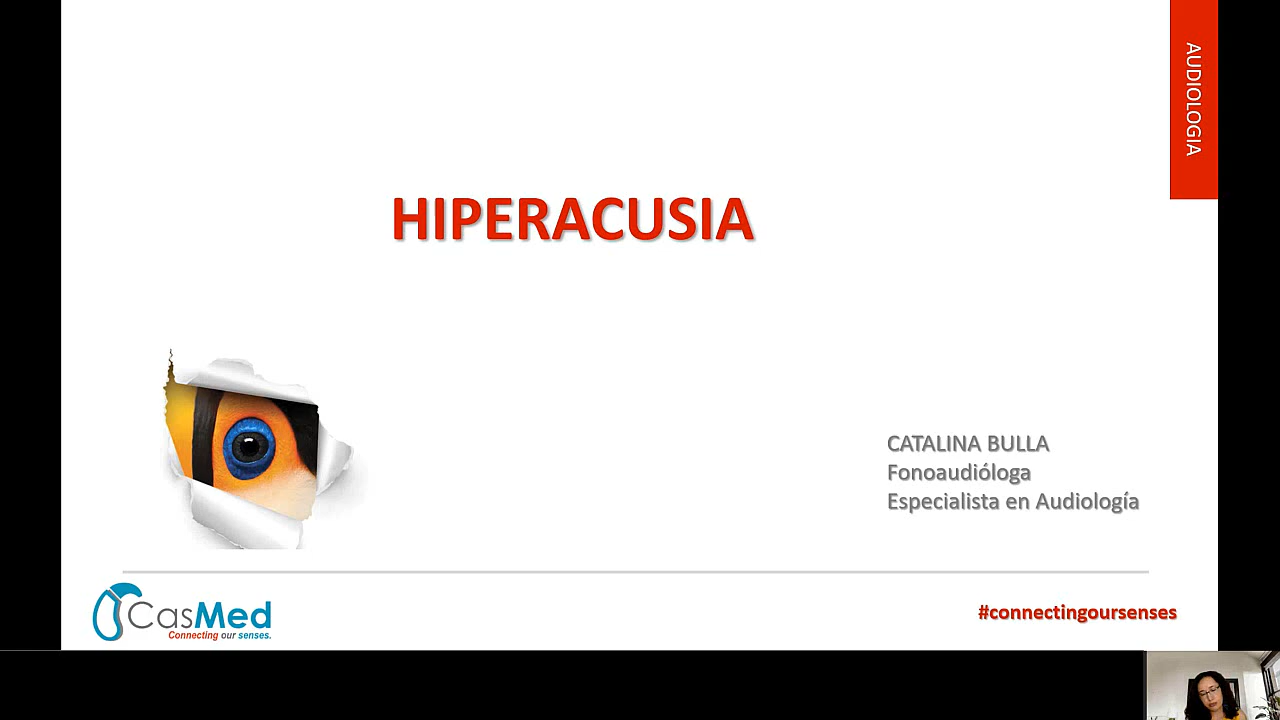 AUDIOLOGIA
HIPERACUSIA
CATALINA BULLA
Fonoaudióloga
Especialista en Audiología
CasMed
Connecting our senses.
#connectingoursenses